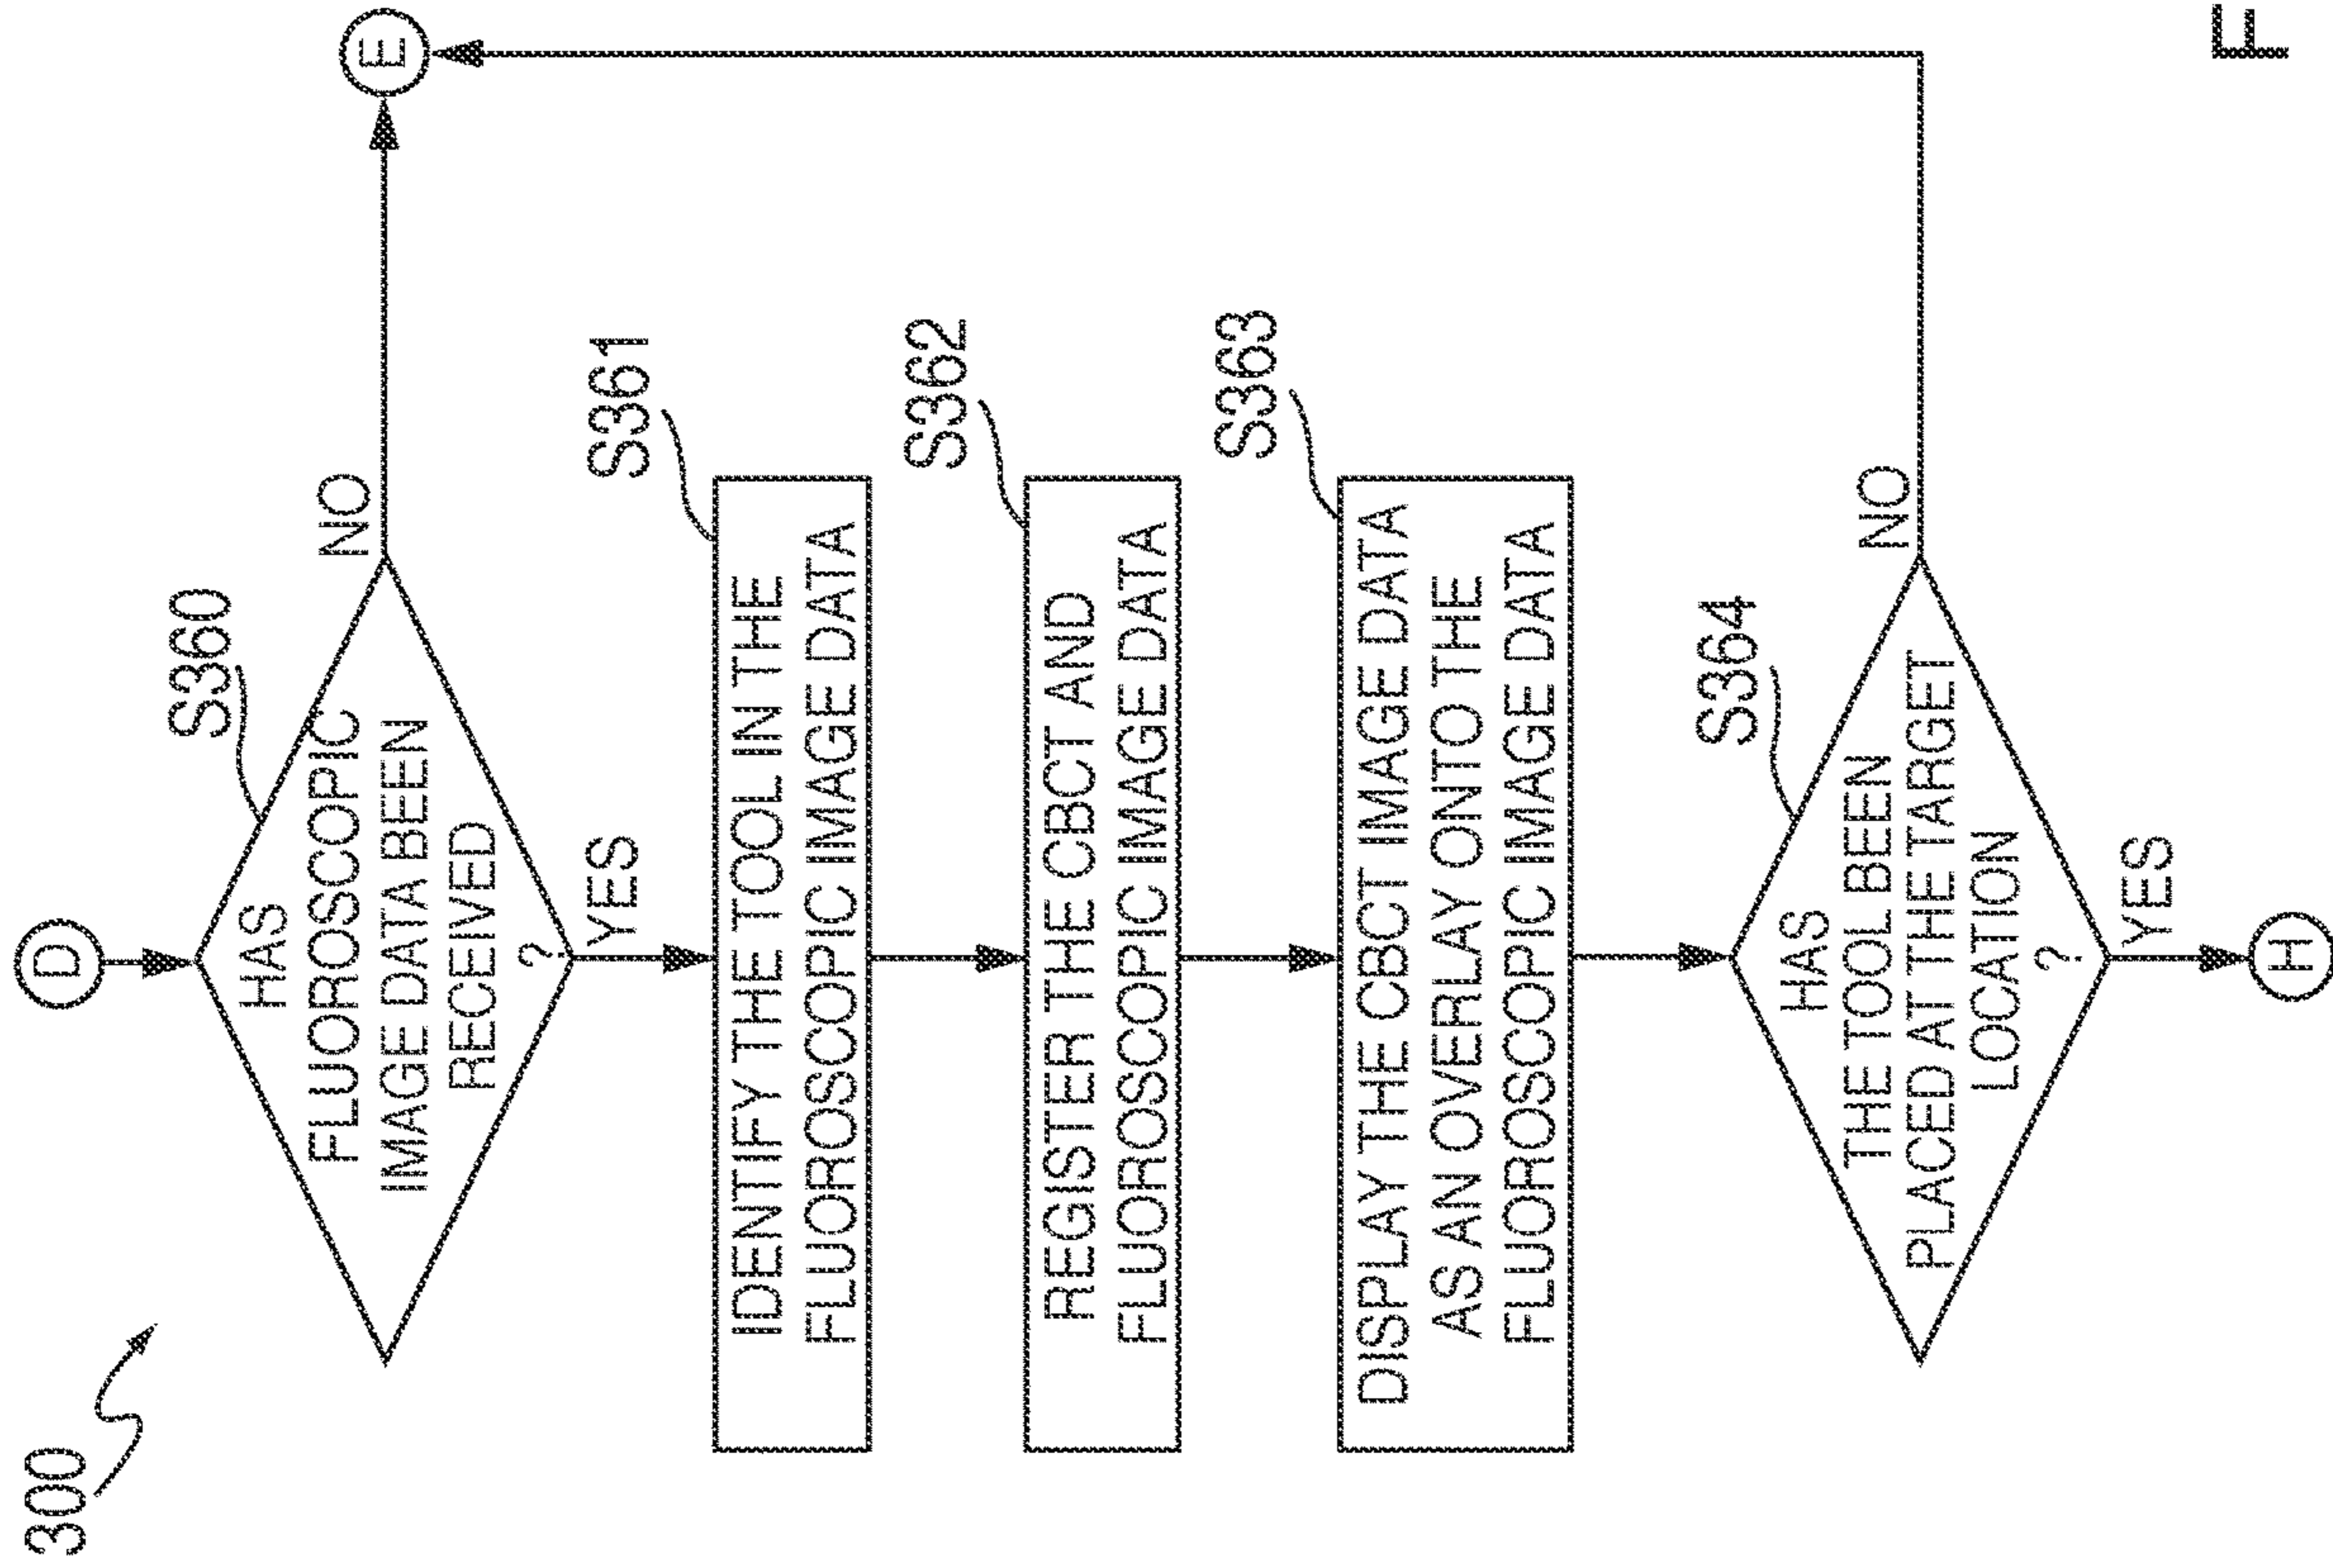 300
D
S360
HAS
FLUOROSCOPIC
IMAGE DATA BEEN
RECEIVED
?
NO
E
YES
S361
IDENTIFY THE TOOL IN THE
FLUOROSCOPIC IMAGE DATA
S362
REGISTER THE CBCT AND
FLUOROSCOPIC IMAGE DATA
S363
DISPLAY THE CBCT IMAGE DATA
AS AN OVERLAY ONTO THE
FLUOROSCOPIC IMAGE DATA
S364
HAS
THE TOOL BEEN
PLACED AT THE TARGET
LOCATION
?
NO
YES
H
F